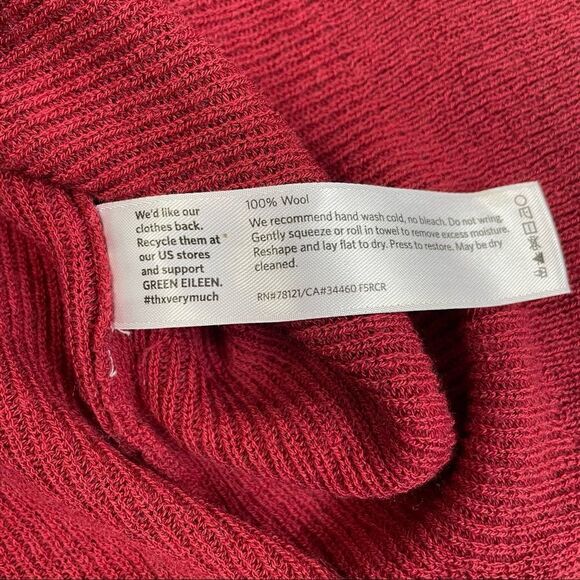 We'd like our
clothes back.
Recycle them at
our US stores
and support
GREEN EILEEN.
#thxverymuch
100% Wool
We recommend hand wash cold, no bleach. Do not wring.
Gently squeeze or roll in towel to remove excess moisture.
Reshape and lay flat to dry. Press to restore. May be dry
cleaned.
RN#78121/CA#34460 F5RCR